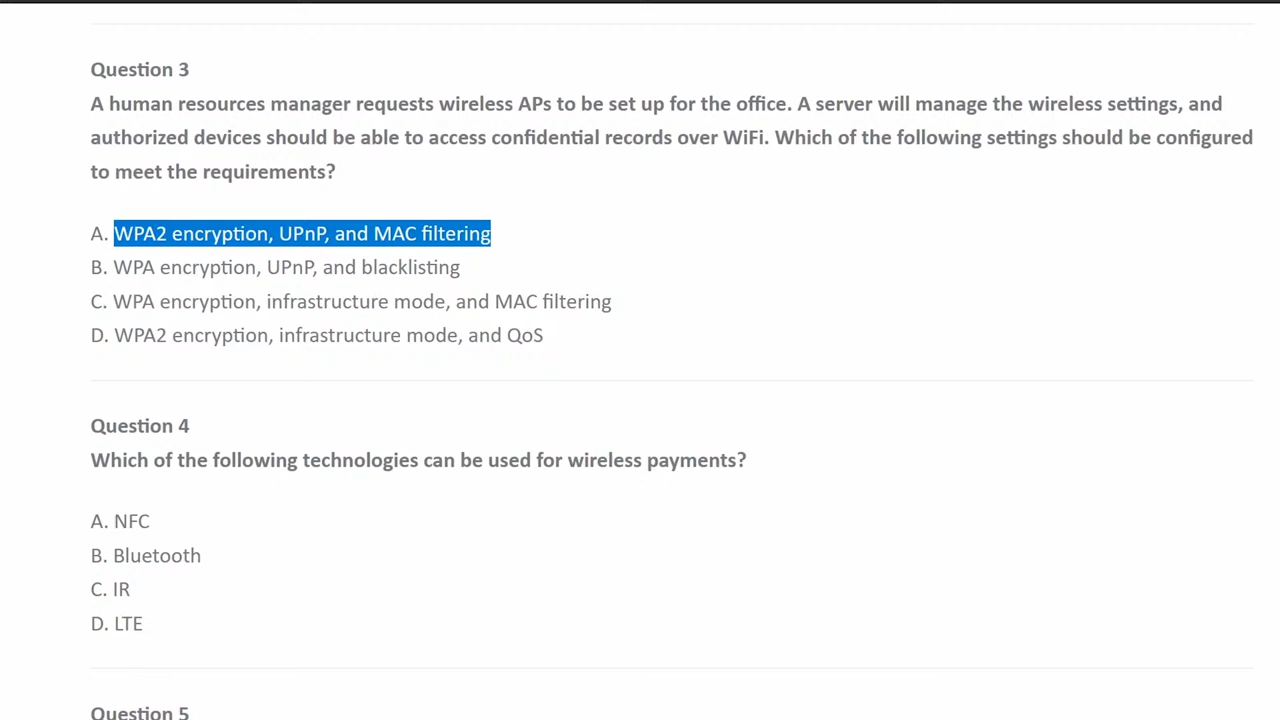 Question 3
A human resources manager requests wireless APs to be set up for the office. A server will manage the wireless settings, and
authorized devices should be able to access confidential records over WiFi. Which of the following settings should be configured
to meet the requirements?
A. WPA2 encryption, UPnP, and MAC filtering
B. WPA encryption, UPnP, and blacklisting
C. WPA encryption, infrastructure mode, and MAC filtering
D. WPA2 encryption, infrastructure mode, and QoS
Question 4
Which of the following technologies can be used for wireless payments?
A. NFC
B. Bluetooth
C. IR
D. LTE
Question 5